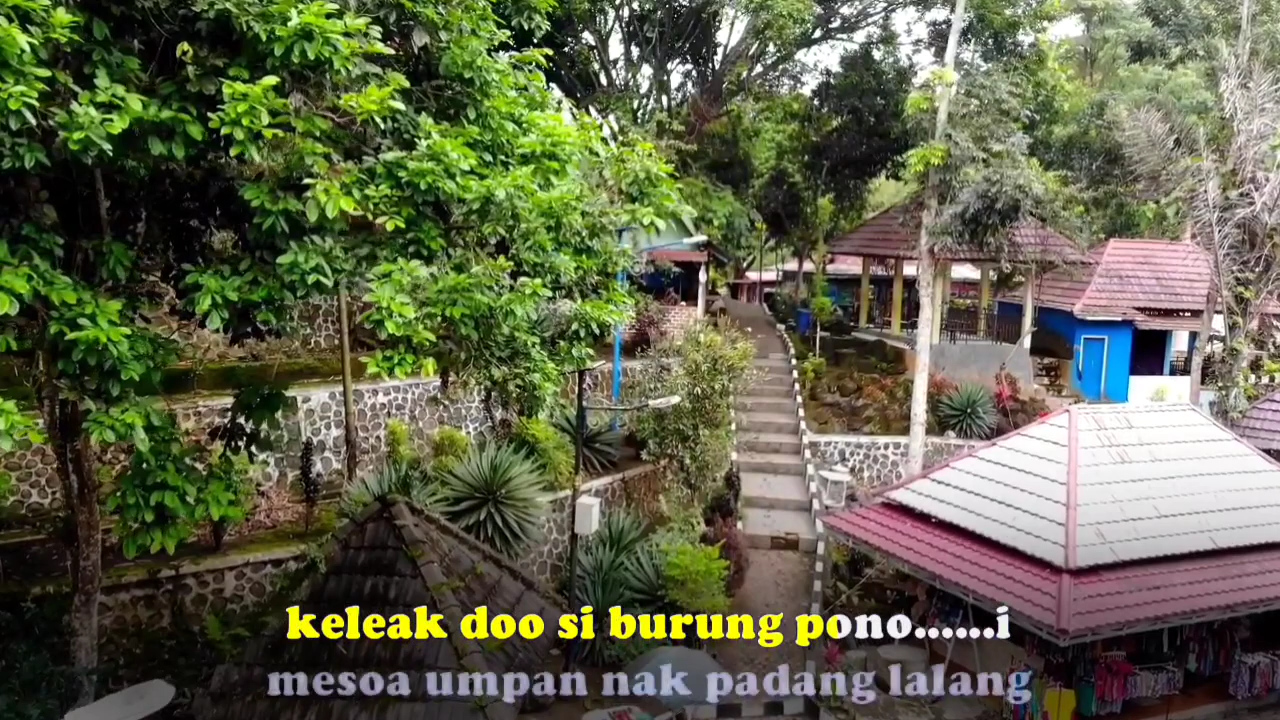 keleak doo si burung pono......i
mesoa umpan nak padang lalang